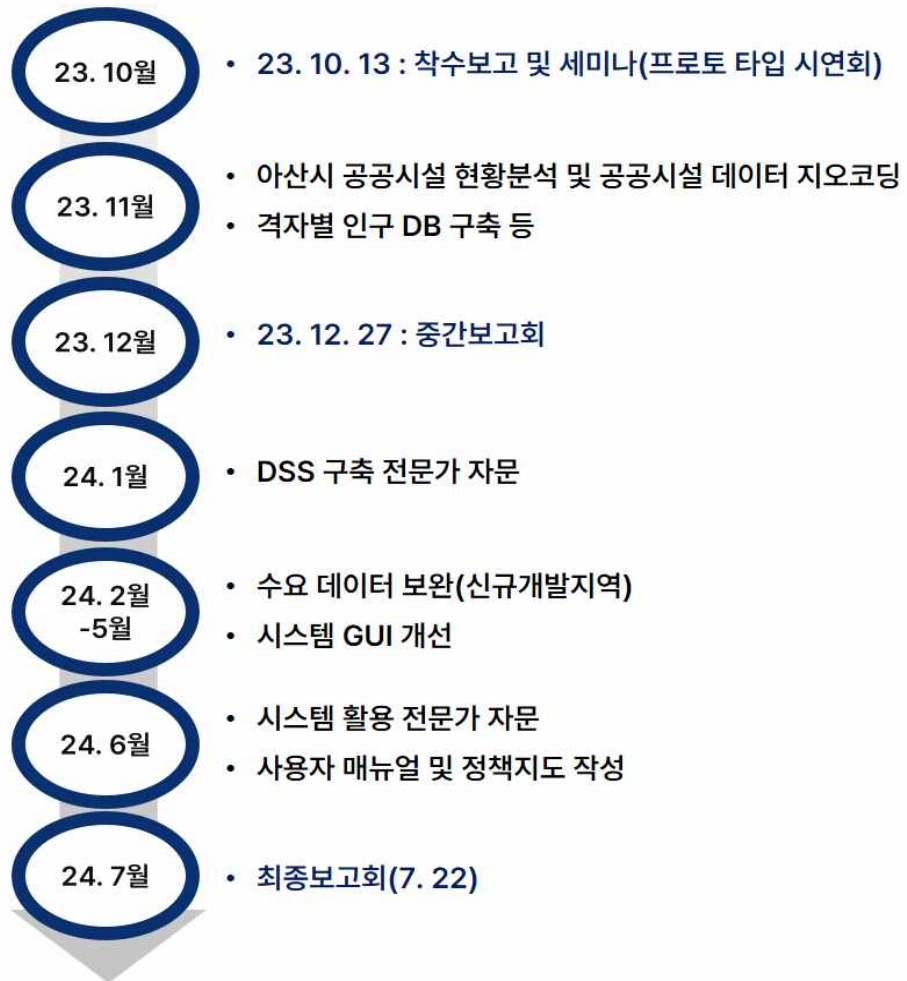 23. 10월
• 23. 10. 13 : 착수보고 및 세미나(프로토 타입 시연회)
23. 11월
• 아산시 공공시설 현황분석 및 공공시설 데이터 지오코딩
• 격자별 인구 DB 구축 등
23. 12월
• 23. 12. 27 : 중간보고회
24. 1월
• DSS 구축 전문가 자문
24. 2월
-5월
• 수요 데이터 보완(신규개발지역)
• 시스템 GUI 개선
24. 6월
• 시스템 활용 전문가 자문
• 사용자 매뉴얼 및 정책지도 작성
24. 7월
• 최종보고회(7. 22)